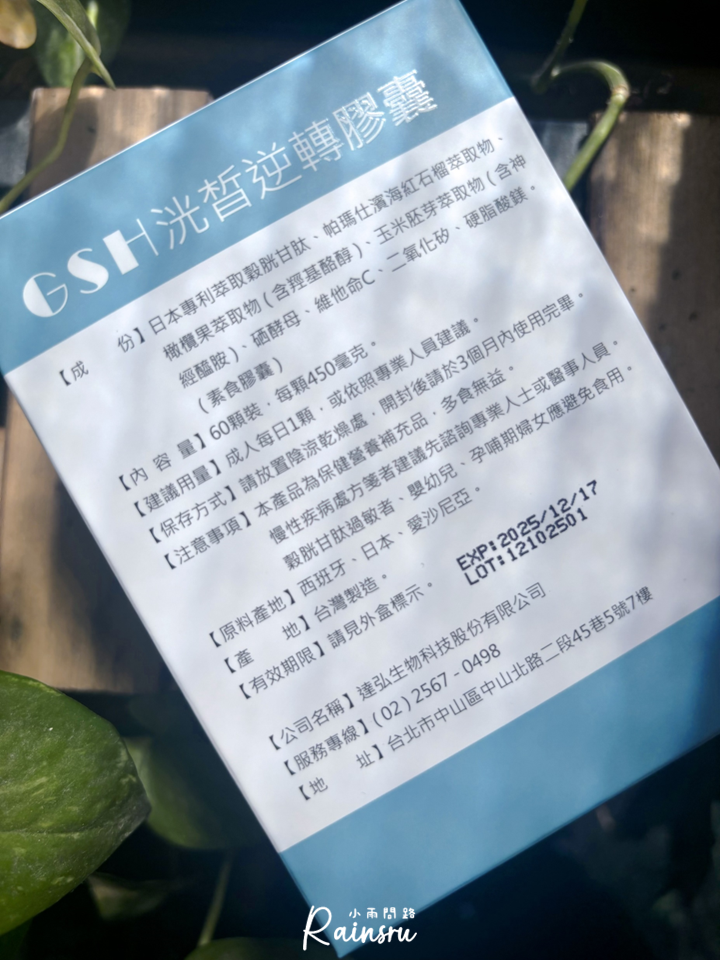 GSH洸皙逆轉膠囊
【成 份】日本專利萃取穀胱甘肽、帕瑪仕濱海紅石榴萃取物、
橄欖果萃取物(含羥基酪醇)、玉米胚芽萃取物(含神
經醯胺)、硒酵母、維他命C、二氧化矽、硬脂酸鎂。
(素食膠囊)
【內 容 量】60顆裝，每顆450毫克。
【建議用量】成人每日1顆，或依照專業人員建議。
【保存方式】請放置陰涼乾燥處，開封後請於3個月內使用完畢。
【注意事項】本產品為保健營養補充品，多食無益。
慢性疾病處方箋者建議先諮詢專業人士或醫事人員。
穀胱甘肽過敏者、嬰幼兒、孕哺期婦女應避免食用。
【原料產地】西班牙、日本、愛沙尼亞。
【產 地】台灣製造。
【有效期限】請見外盒標示。
EXP:2025/12/17
LOT:12102501
【公司名稱】達弘生物科技股份有限公司
【服務專線】(02)2567-0498
【地 址】台北市中山區中山北路二段45巷5號7樓
小雨問路
Rainsru